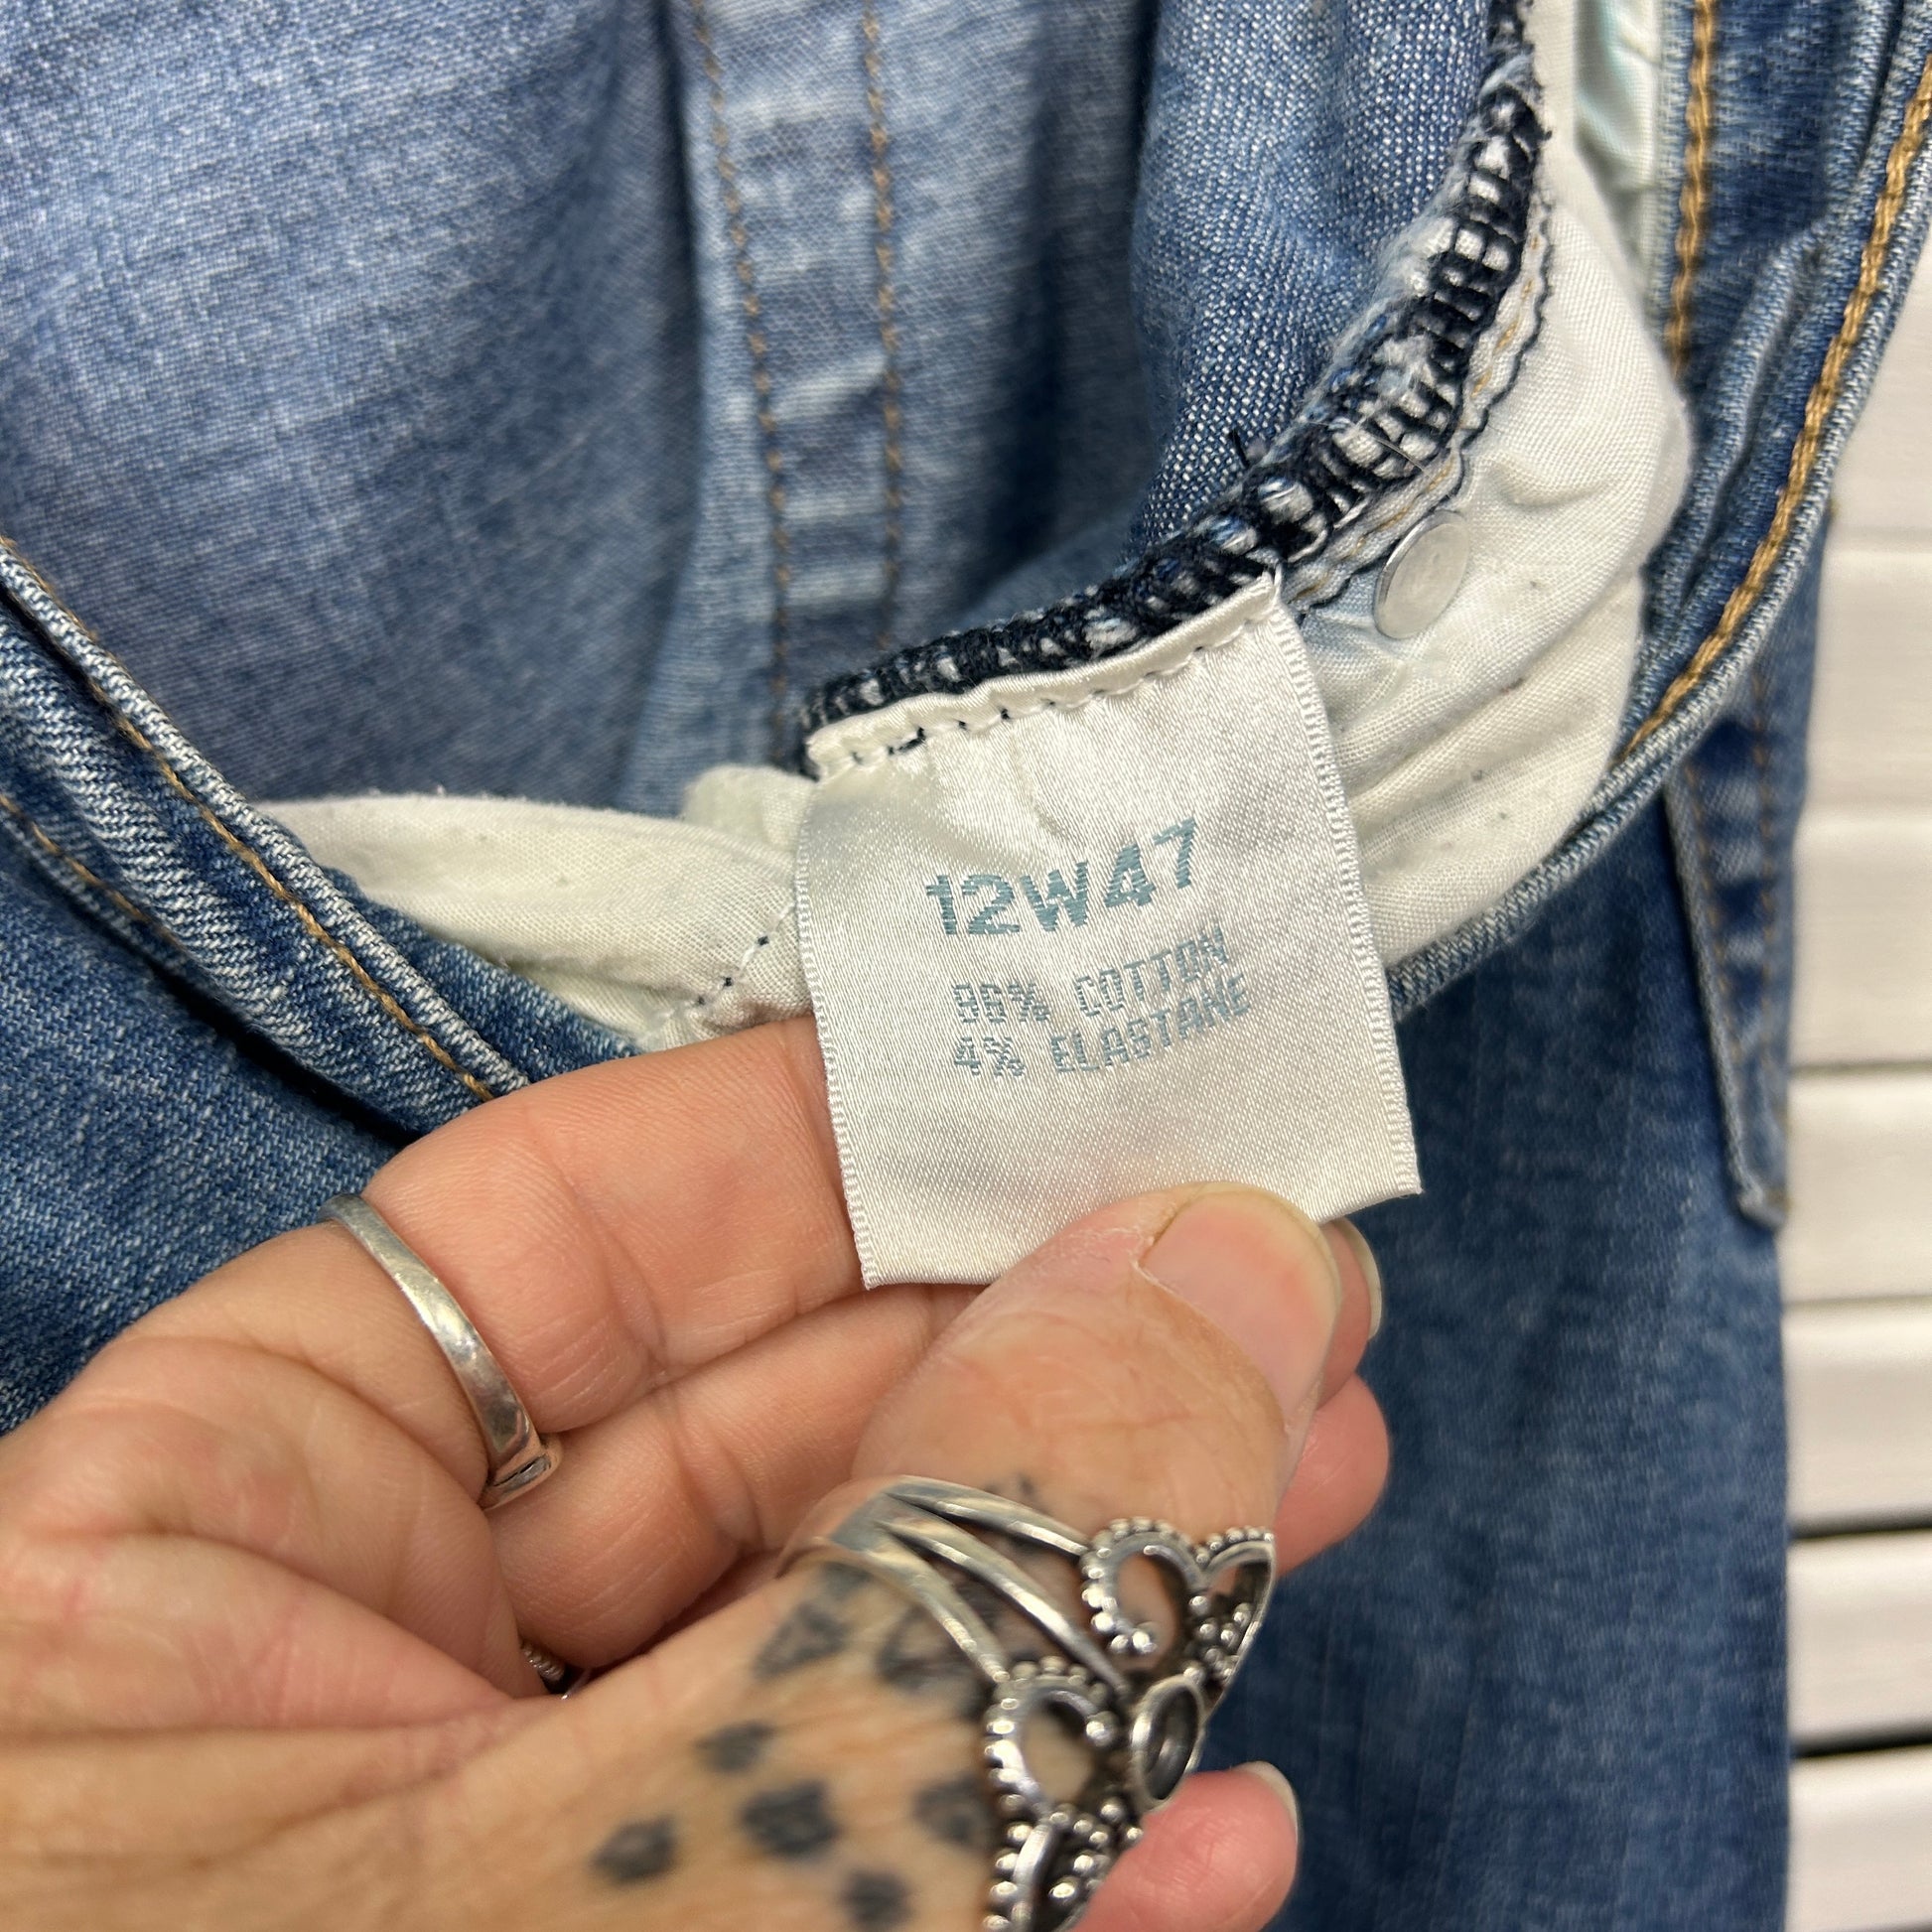 12W47
96% COTTON
4% ELASTANE